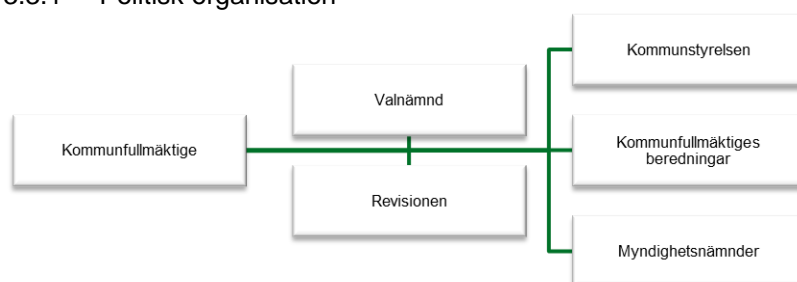 Politisk organisation
Kommunstyrelsen
Valnämnd
Kommunfullmäktige
Kommunfullmäktiges
beredningar
Revisionen
Myndighetsnämnder